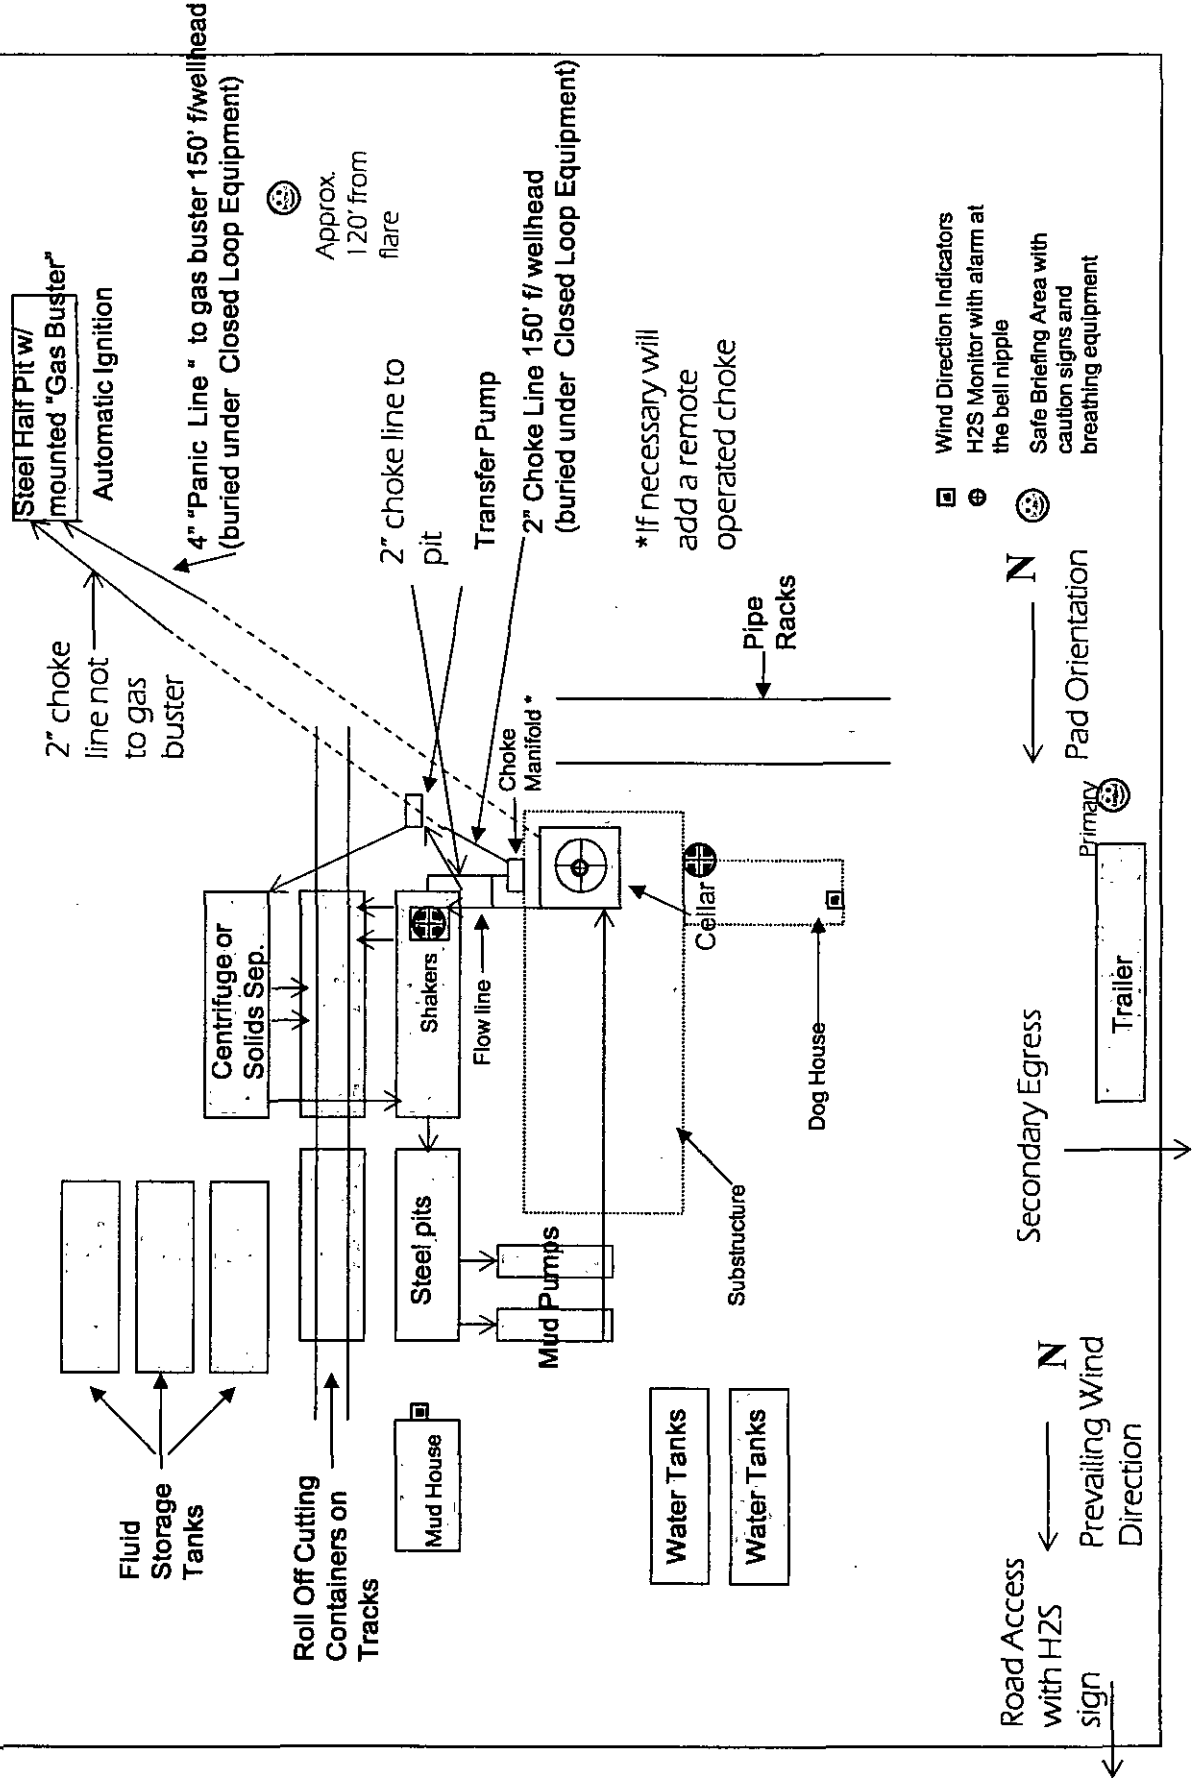 Steel Half Pit w/
mounted "Gas Buster"
Automatic Ignition
2" choke
line not
to gas
buster
4" "Panic Line " to gas buster 150' f/wellhead
(buried under Closed Loop Equipment)
Approx.
120' from
flare
2" choke line to
pit
Transfer Pump
2" Choke Line 150' f/ wellhead
(buried under Closed Loop Equipment)
*If necessary will
add a remote
operated choke
Fluid
Storage
Tanks
Centrifuge or
Solids Sep.
Roll Off Cutting
Containers on
Tracks
Mud House
Steel pits
Shakers
Flow line
Choke
Manifold *
Mud Pumps
Pipe
Racks
Cellar
Substructure
Dog House
Water Tanks
Water Tanks
Wind Direction Indicators
H2S Monitor with alarm at
the bell nipple
Safe Briefing Area with
caution signs and
breathing equipment
Road Access
with H2S
sign
N
Prevailing Wind
Direction
Secondary Egress
Trailer
Primary
N
Pad Orientation